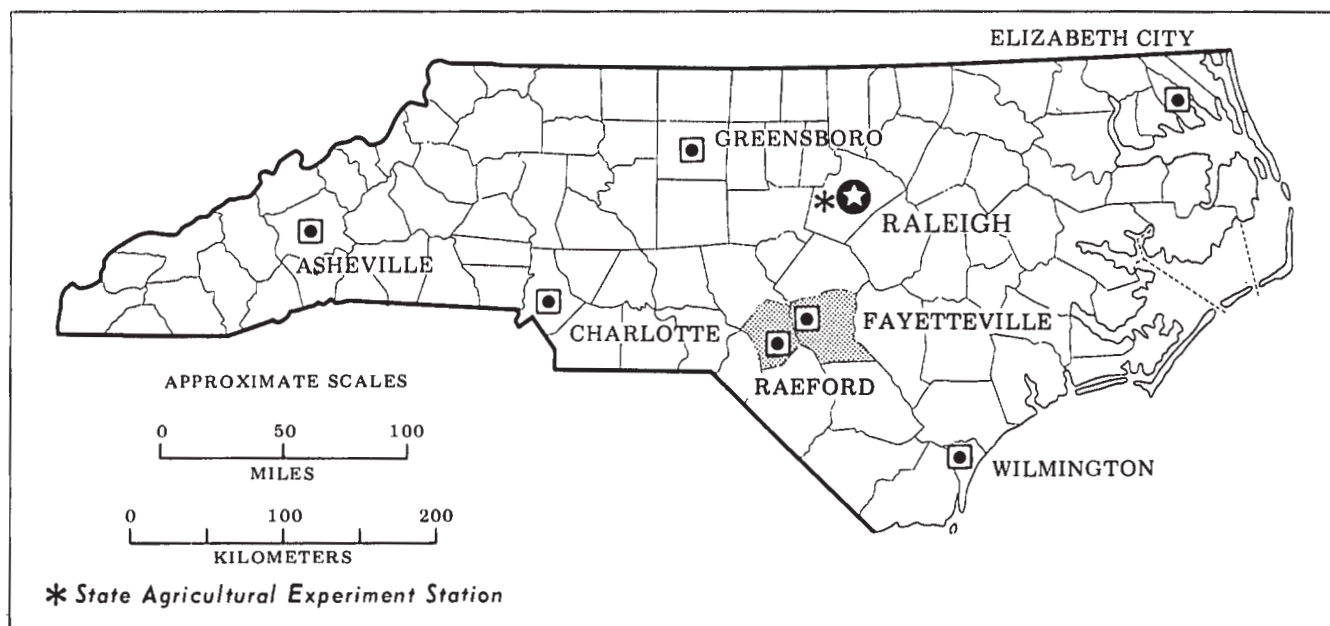 ELIZABETH CITY
GREENSBORO
RALEIGH
ASHEVILLE
CHARLOTTE
FAYETTEVILLE
RAEFORD
WILMINGTON
APPROXIMATE SCALES
0 50 100
MILES
0 100 200
KILOMETERS
* State Agricultural Experiment Station